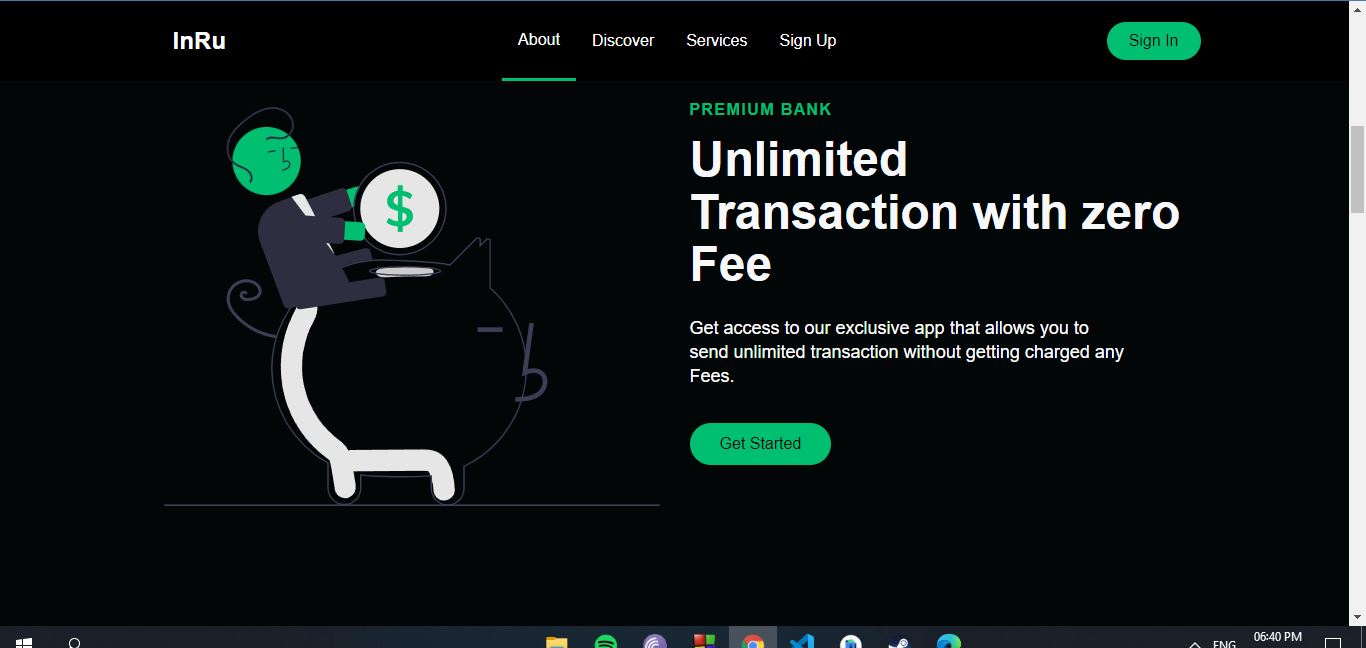 InRu
About
Discover
Services
Sign Up
Sign In
PREMIUM BANK
Unlimited
Transaction with zero
Fee
Get access to our exclusive app that allows you to
send unlimited transaction without getting charged any
Fees.
Get Started
$
ENG
06:40 PM